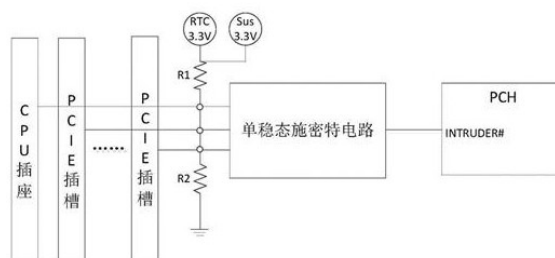 RTC
3.3V
Sus
3.3V
R1
CPU插座
PCIE插槽
......
PCIE插槽
单稳态施密特电路
PCH
INTRUDER#
R2